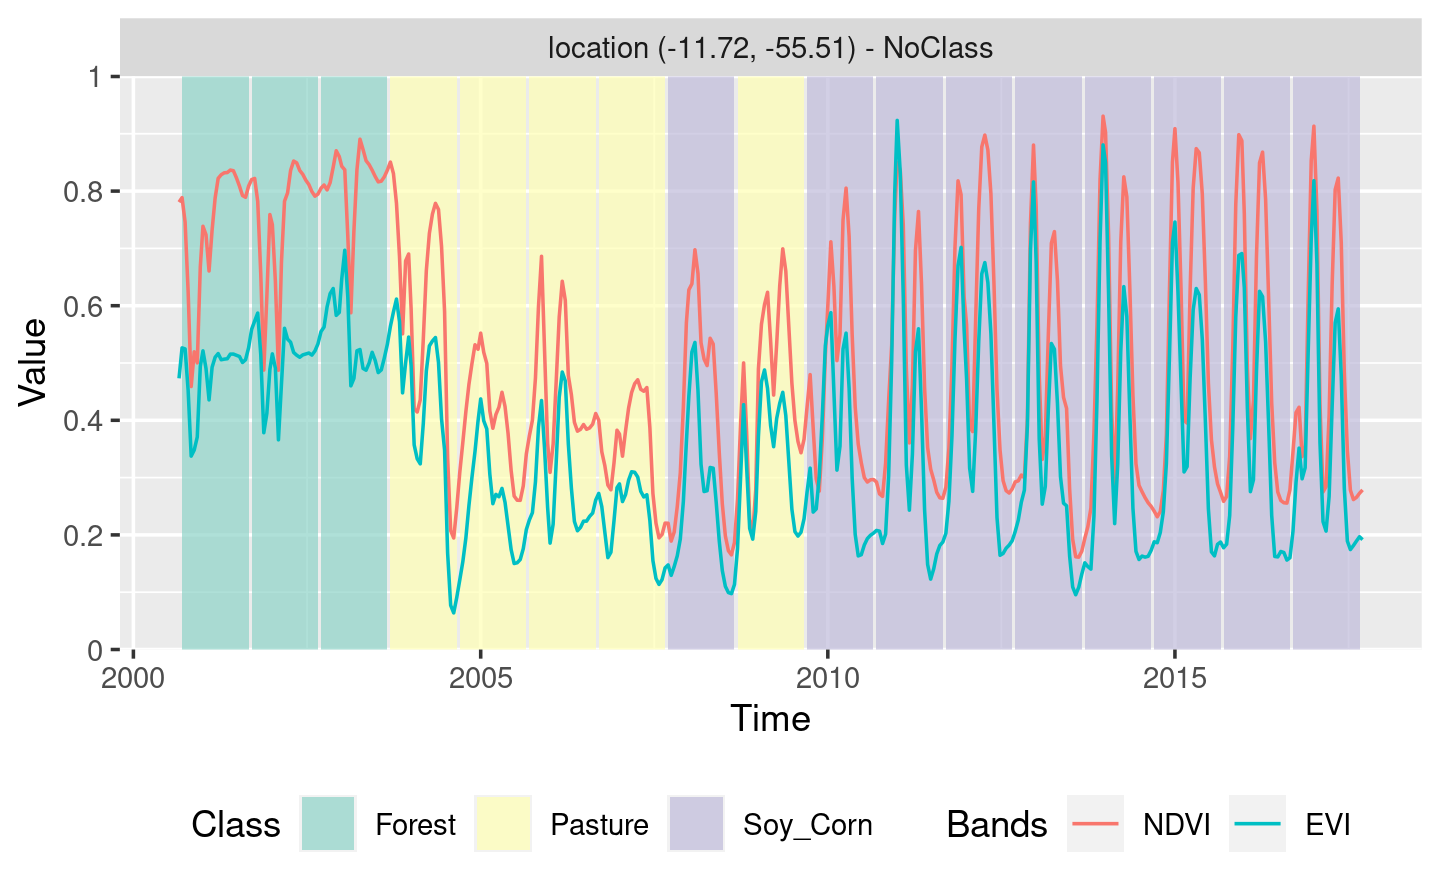 location (-11.72, -55.51) - NoClass
1
0.8
0.6
0.4
0.2
0
Value
2000 2005 2010 2015
Time
Class Forest Pasture Soy_Corn Bands NDVI EVI